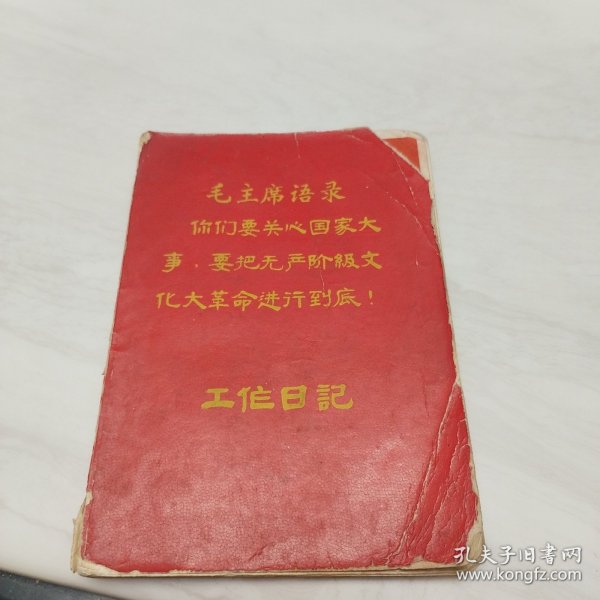 毛主席语录
你们要关心国家大
事，要把无产阶級文
化大革命进行到底！
工作日記
孔夫子旧書网
www.kongfz.com